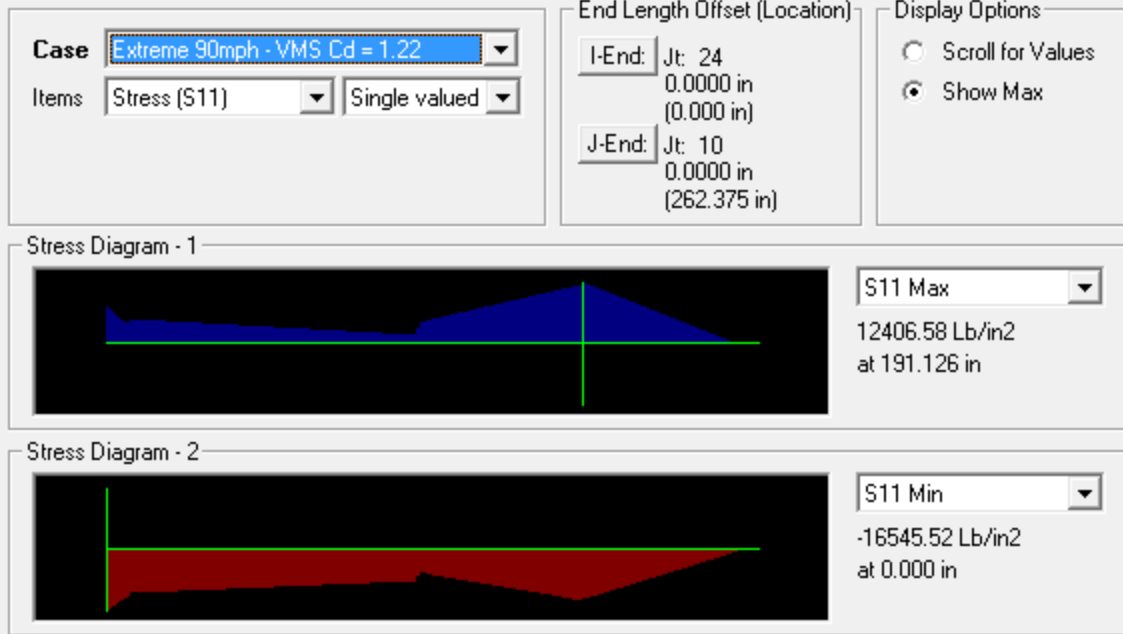 Case Extreme 90mph - VMS Cd = 1.22
Items Stress (S11) Single valued
End Length Offset (Location)
I-End: Jt: 24
0.0000 in
(0.000 in)
J-End: Jt: 10
0.0000 in
(262.375 in)
Display Options
Scroll for Values
Show Max
Stress Diagram - 1
S11 Max
12406.58 Lb/in2
at 191.126 in
Stress Diagram - 2
S11 Min
-16545.52 Lb/in2
at 0.000 in